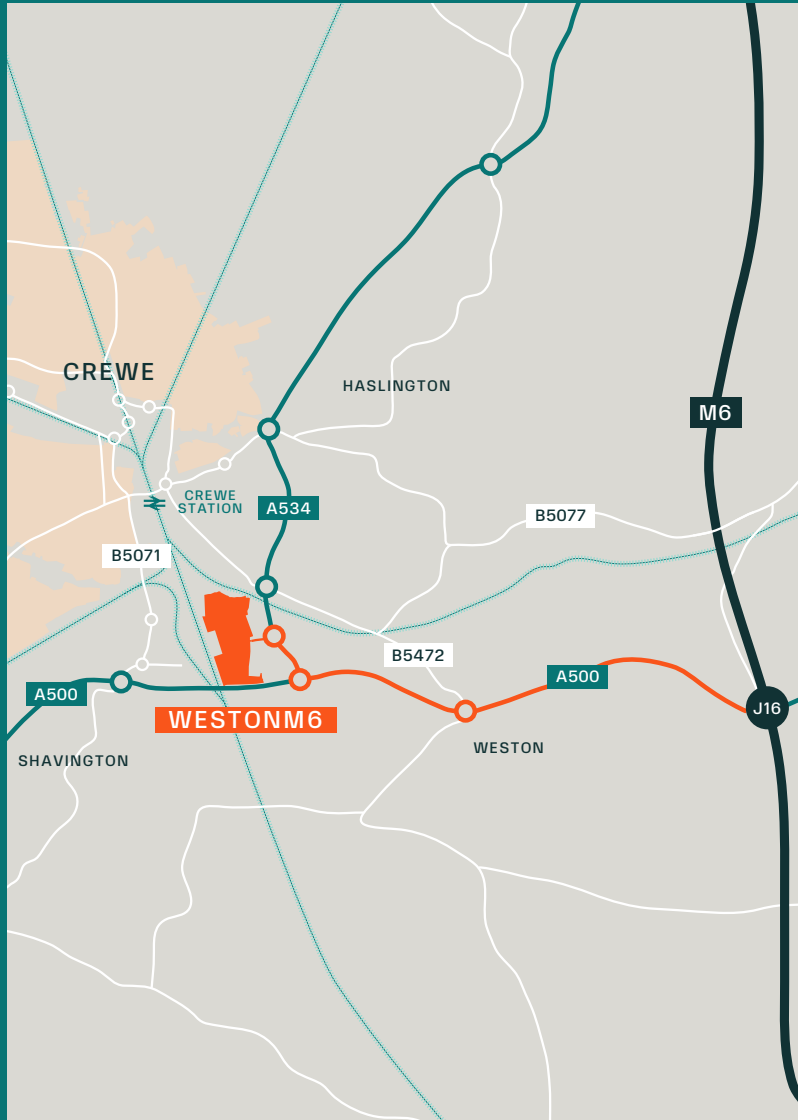 CREWE
HASLINGTON
M6
CREWE
STATION
A534
B5077
B5071
B5472
A500
A500
J16
WESTONM6
WESTON
SHAVINGTON